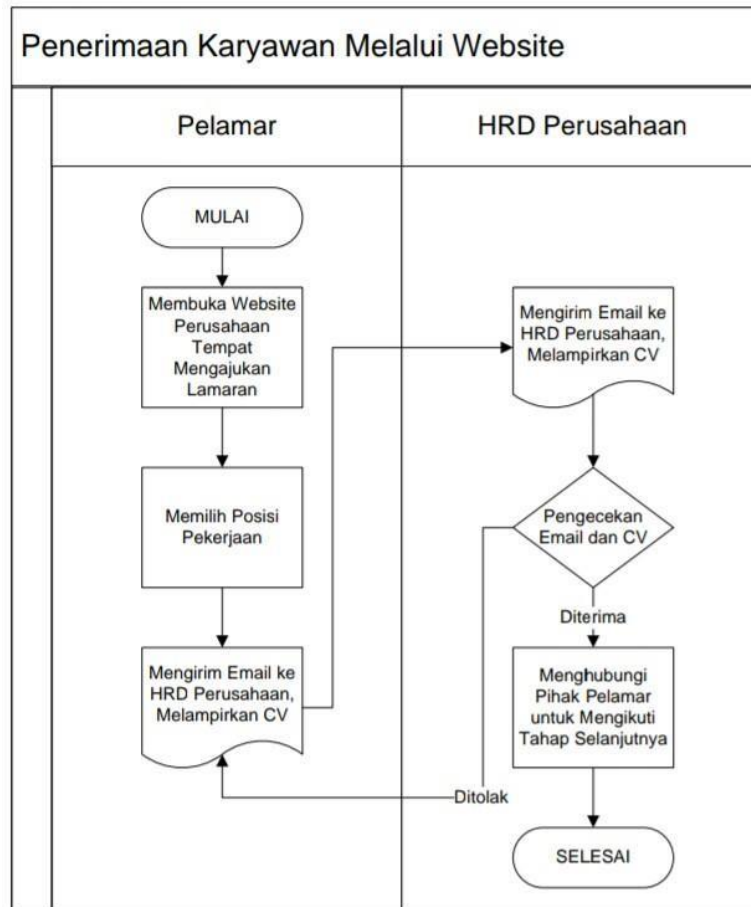 Penerimaan Karyawan Melalui Website
Pelamar
HRD Perusahaan
MULAI
Membuka Website
Perusahaan
Tempat
Mengajukan
Lamaran
Memilih Posisi
Pekerjaan
Mengirim Email ke
HRD Perusahaan,
Melampirkan CV
Mengirim Email ke
HRD Perusahaan,
Melampirkan CV
Pengecekan
Email dan CV
Diterima
Menghubungi
Pihak Pelamar
untuk Mengikuti
Tahap Selanjutnya
Ditolak
SELESAI